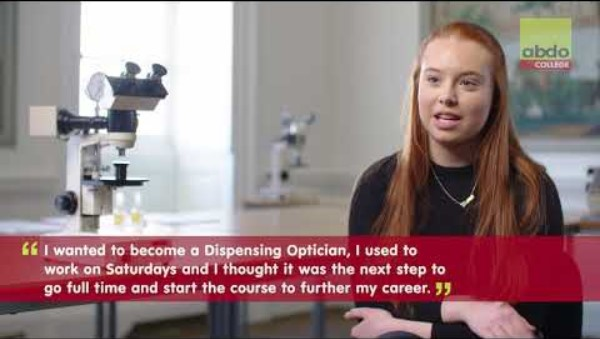 abdo
COLLEGE
“ I wanted to become a Dispensing Optician, I used to
work on Saturdays and I thought it was the next step to
go full time and start the course to further my career. ”